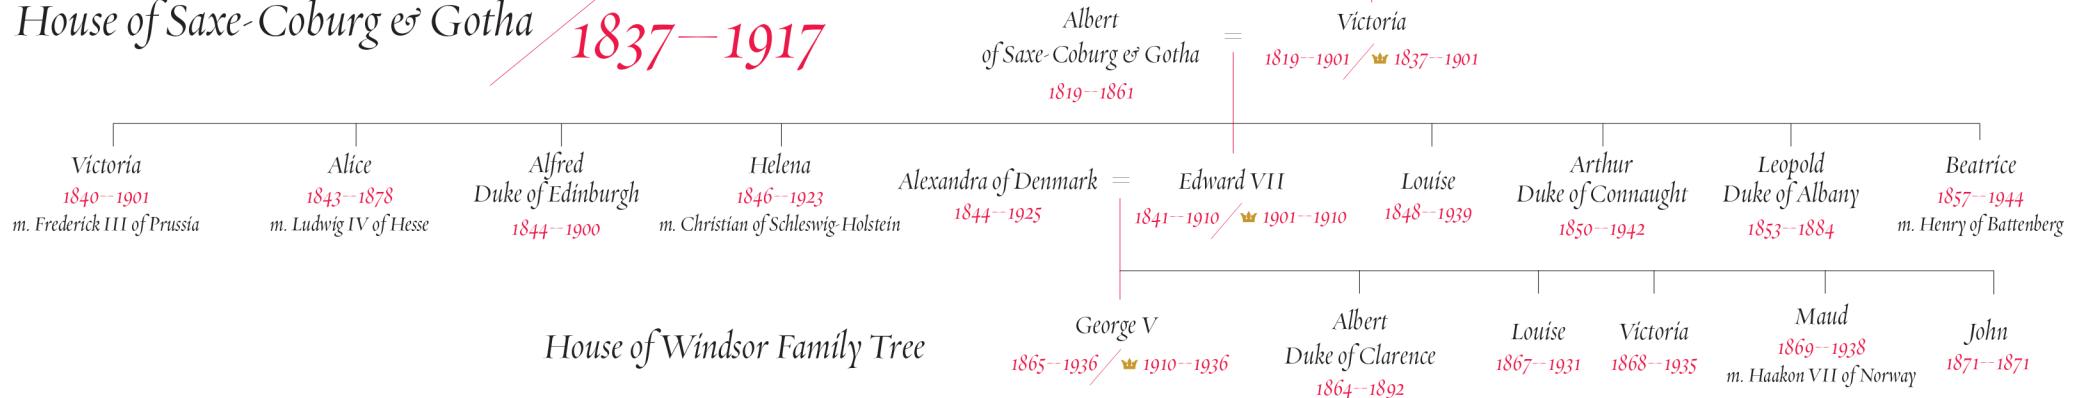 House of Saxe-Coburg & Gotha
1837—1917
Albert
of Saxe-Coburg & Gotha
1819—1861
=
Victoria
1819—1901 / 1837—1901
Victoria
1840—1901
m. Frederick III of Prussia
Alice
1843—1878
m. Ludwig IV of Hesse
Alfred
Duke of Edinburgh
1844—1900
Helena
1846—1923
m. Christian of Schleswig-Holstein
Alexandra of Denmark
1844—1925
=
Edward VII
1841—1910 / 1901—1910
Louise
1848—1939
Arthur
Duke of Connaught
1850—1942
Leopold
Duke of Albany
1853—1884
Beatrice
1857—1944
m. Henry of Battenberg
House of Windsor Family Tree
George V
1865—1936 / 1910—1936
Albert
Duke of Clarence
1864—1892
Louise
1867—1931
Victoria
1868—1935
Maud
1869—1938
m. Haakon VII of Norway
John
1871—1871